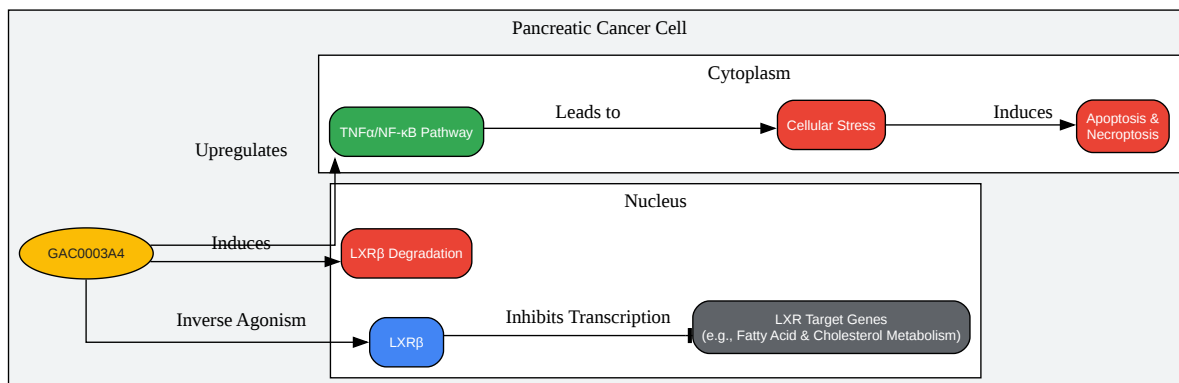 Pancreatic Cancer Cell
Cytoplasm
TNFα/NF-κB Pathway
Leads to
Cellular Stress
Induces
Apoptosis &
Necroptosis
Upregulates
Nucleus
GAC0003A4
Induces
LXRβ Degradation
Inverse Agonism
LXRβ
Inhibits Transcription
LXR Target Genes
(e.g., Fatty Acid & Cholesterol Metabolism)